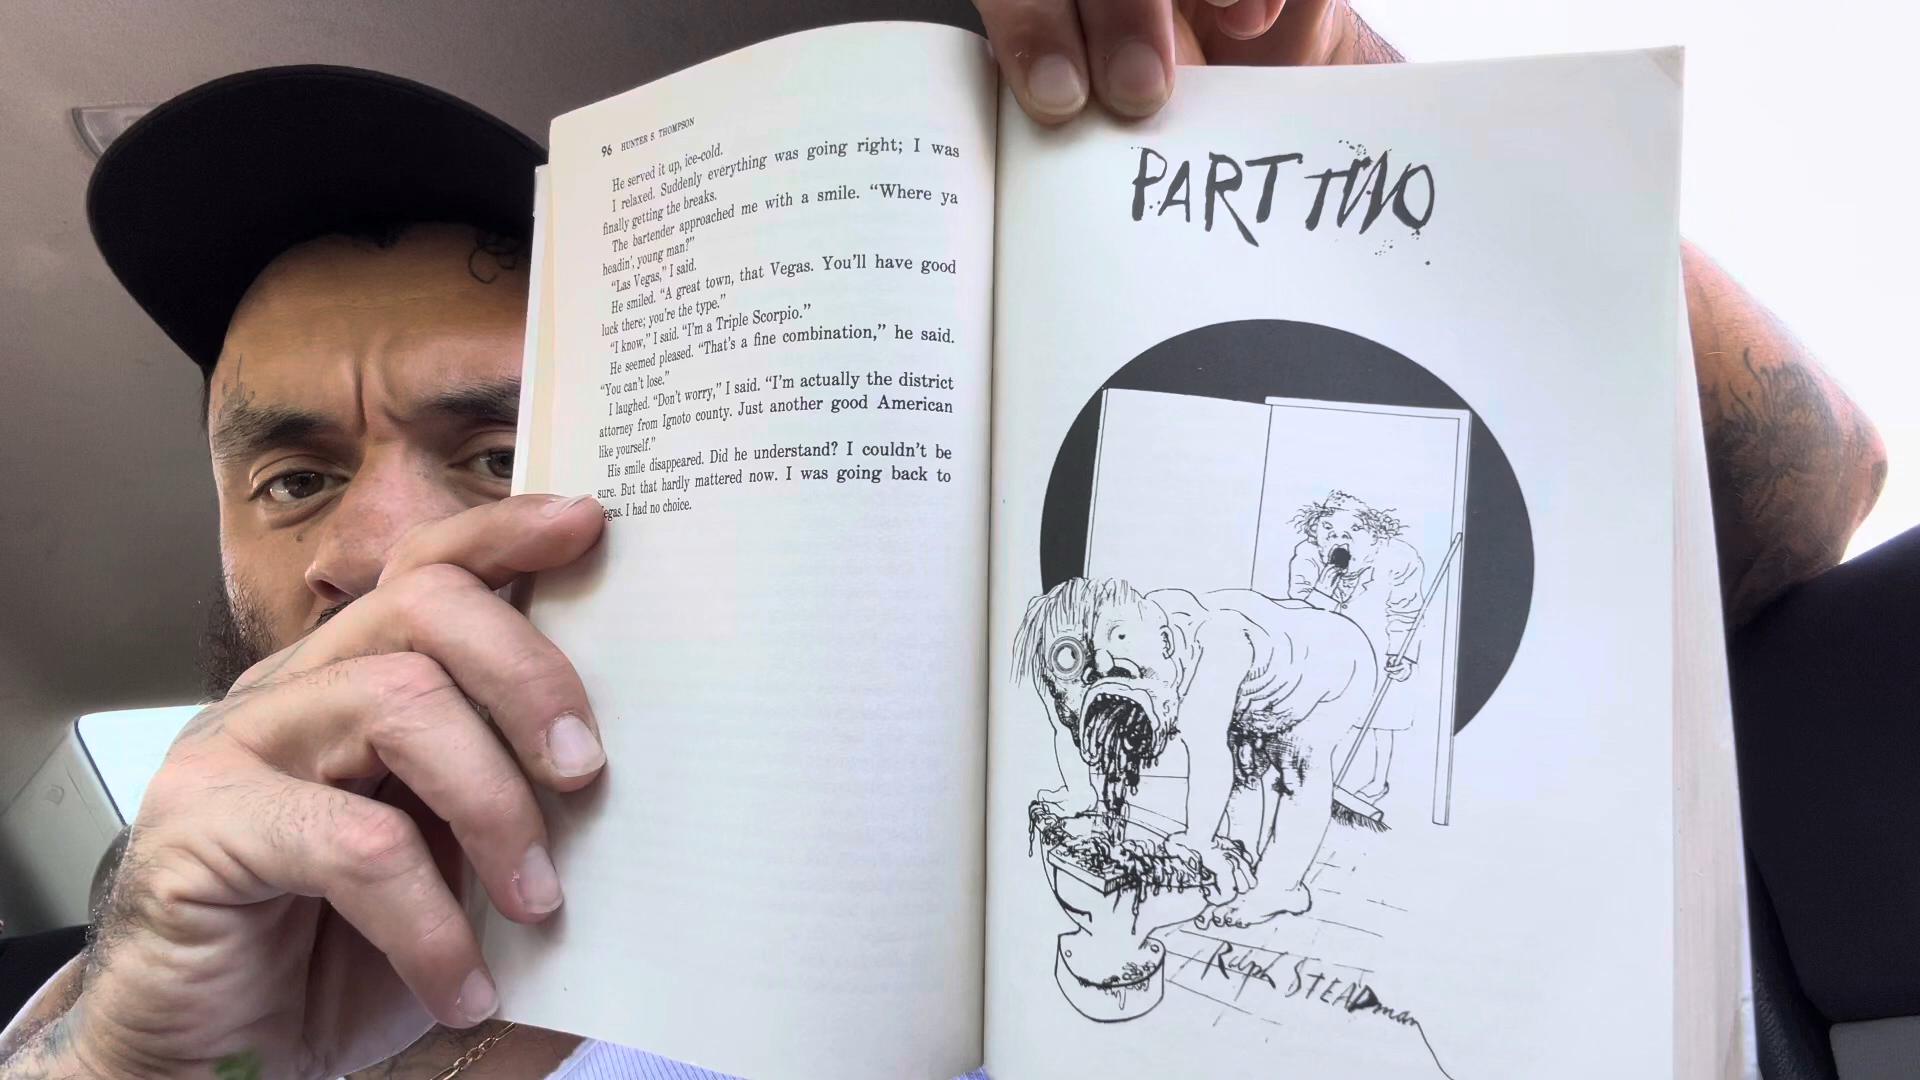 96 HUNTER S. THOMPSON
He served it up, ice-cold.
I relaxed. Suddenly everything was going right; I was
finally getting the breaks.
The bartender approached me with a smile. “Where ya
headin’, young man?”
“Las Vegas,” I said.
He smiled. “A great town, that Vegas. You’ll have good
luck there; you’re the type.”
“I know,” I said. “I’m a Triple Scorpio.”
He seemed pleased. “That’s a fine combination,” he said.
“You can’t lose.”
I laughed. “Don’t worry,” I said. “I’m actually the district
attorney from Ignoto county. Just another good American
like yourself.”
His smile disappeared. Did he understand? I couldn’t be
sure. But that hardly mattered now. I was going back to
egas. I had no choice.
PART TWO
Ralph STEADman